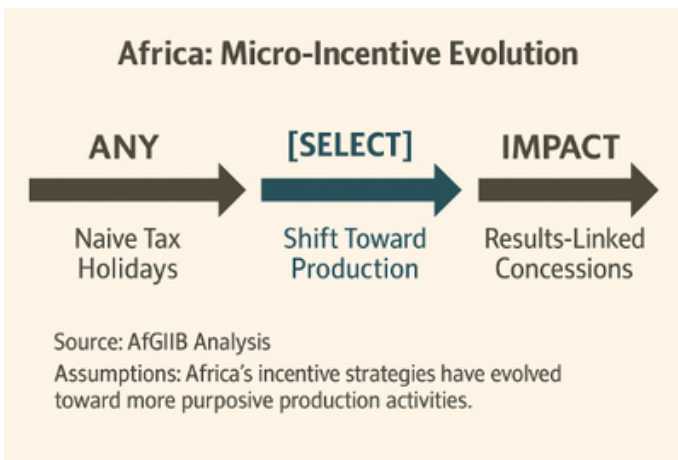 Africa: Micro-Incentive Evolution
ANY
[SELECT]
IMPACT
Naive Tax
Holidays
Shift Toward
Production
Results-Linked
Concessions
Source: AfGIIB Analysis
Assumptions: Africa's incentive strategies have evolved
toward more purposive production activities.